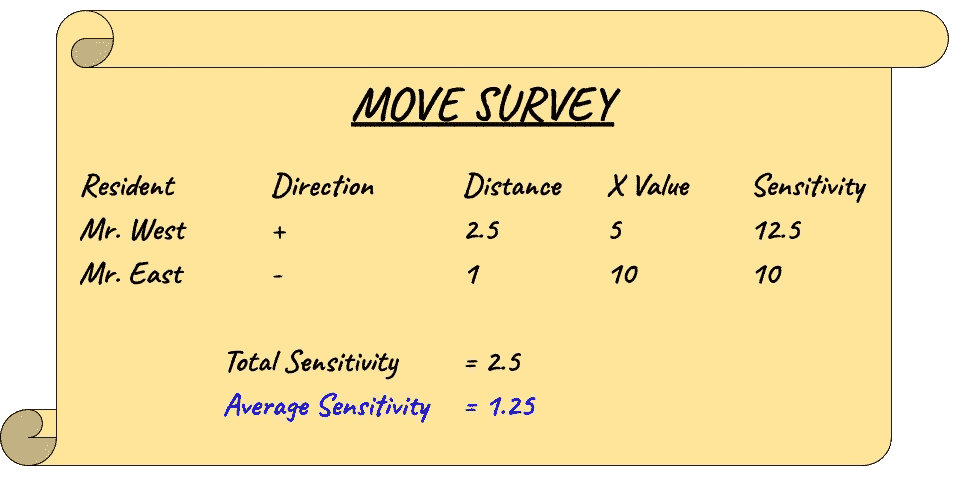 MOVE SURVEY
Resident Direction Distance X Value Sensitivity
Mr. West + 2.5 5 12.5
Mr. East - 1 10 10
Total Sensitivity = 2.5
Average Sensitivity = 1.25